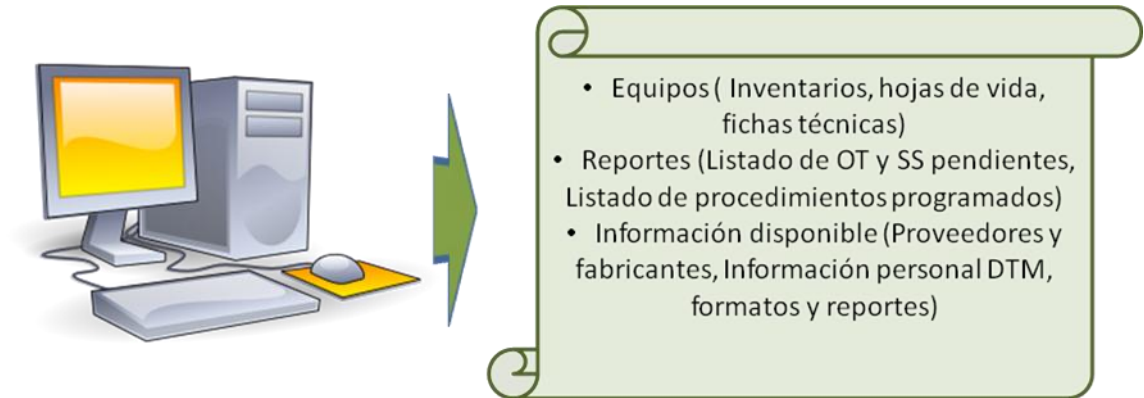 • Equipos ( Inventarios, hojas de vida,
fichas técnicas)
• Reportes (Listado de OT y SS pendientes,
Listado de procedimientos programados)
• Información disponible (Proveedores y
fabricantes, Información personal DTM,
formatos y reportes)